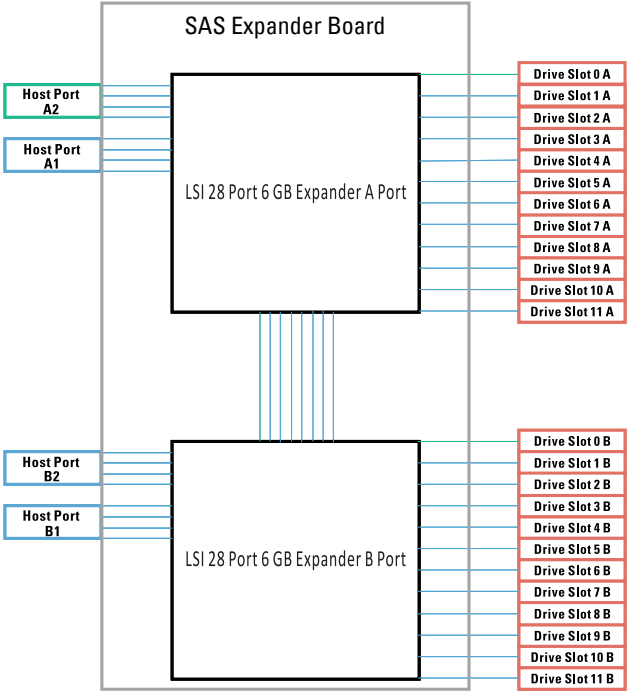 SAS Expander Board
Host Port
A2
Host Port
A1
LSI 28 Port 6 GB Expander A Port
Drive Slot 0 A
Drive Slot 1 A
Drive Slot 2 A
Drive Slot 3 A
Drive Slot 4 A
Drive Slot 5 A
Drive Slot 6 A
Drive Slot 7 A
Drive Slot 8 A
Drive Slot 9 A
Drive Slot 10 A
Drive Slot 11 A
Host Port
B2
Host Port
B1
LSI 28 Port 6 GB Expander B Port
Drive Slot 0 B
Drive Slot 1 B
Drive Slot 2 B
Drive Slot 3 B
Drive Slot 4 B
Drive Slot 5 B
Drive Slot 6 B
Drive Slot 7 B
Drive Slot 8 B
Drive Slot 9 B
Drive Slot 10 B
Drive Slot 11 B